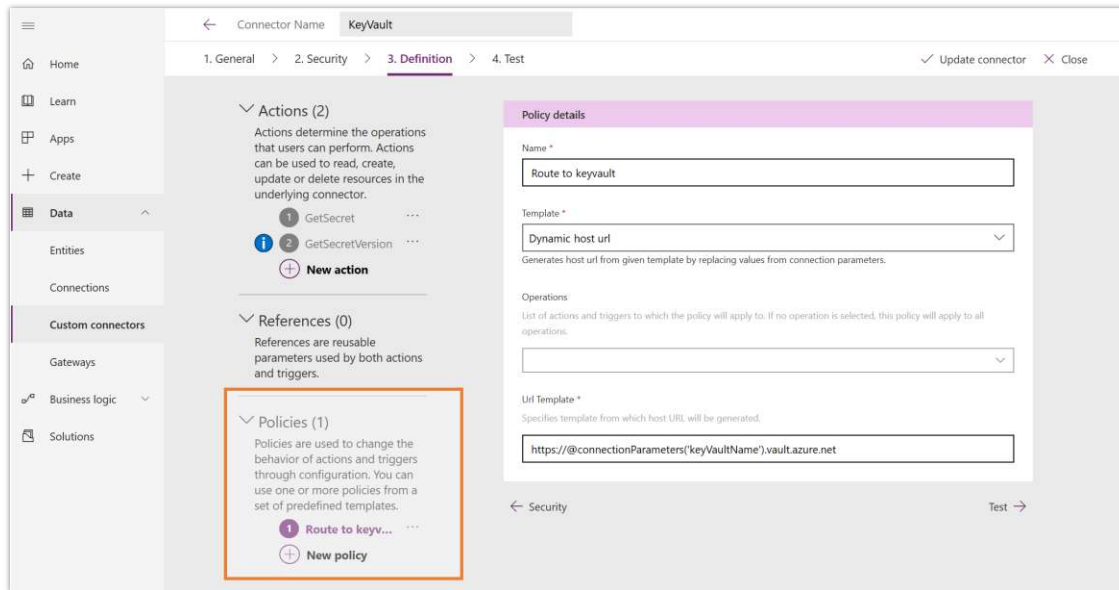 Connector Name KeyVault
1. General > 2. Security > 3. Definition > 4. Test
Update connector
Close
Home
Learn
Apps
Create
Data
Entities
Connections
Custom connectors
Gateways
Business logic
Solutions
Actions (2)
Actions determine the operations
that users can perform. Actions
can be used to read, create,
update or delete resources in the
underlying connector.
1 GetSecret ...
i 2 GetSecretVersion ...
New action
References (0)
References are reusable
parameters used by both actions
and triggers.
Policies (1)
Policies are used to change the
behavior of actions and triggers
through configuration. You can
use one or more policies from a
set of predefined templates.
1 Route to keyv... ...
New policy
Policy details
Name *
Route to keyvault
Template *
Dynamic host url
Generates host url from given template by replacing values from connection parameters.
Operations
List of actions and triggers to which the policy will apply to. If no operation is selected, this policy will apply to all
operations.
Url Template *
Specifies template from which host URL will be generated.
https://@connectionParameters('keyVaultName').vault.azure.net
Security
Test